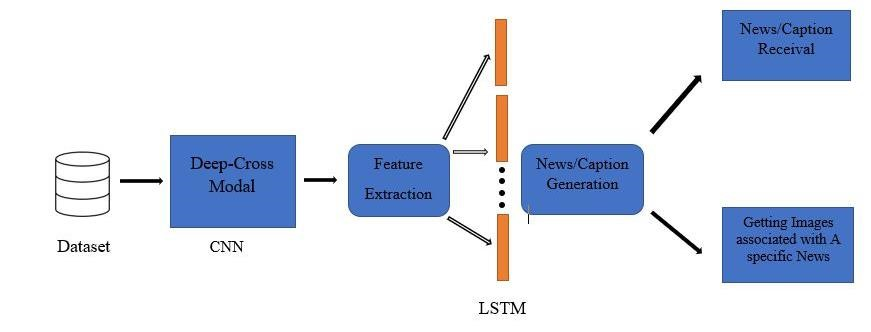 News/Caption
Receival
Deep-Cross
Modal
Feature
Extraction
News/Caption
Generation
Dataset
CNN
Getting Images
associated with A
specific News
LSTM